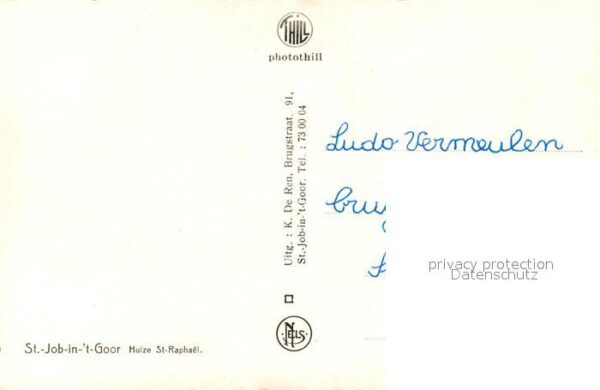 THILL
photothill
Uitg. : K. De Ren, Brugstraat. 91,
St.-Job-in-'t-Goor. Tel. : 73 00 04
NELS
Ludo Vermeulen
privacy protection
Datenschutz
St.-Job-in-'t-Goor Huize St-Raphaël.